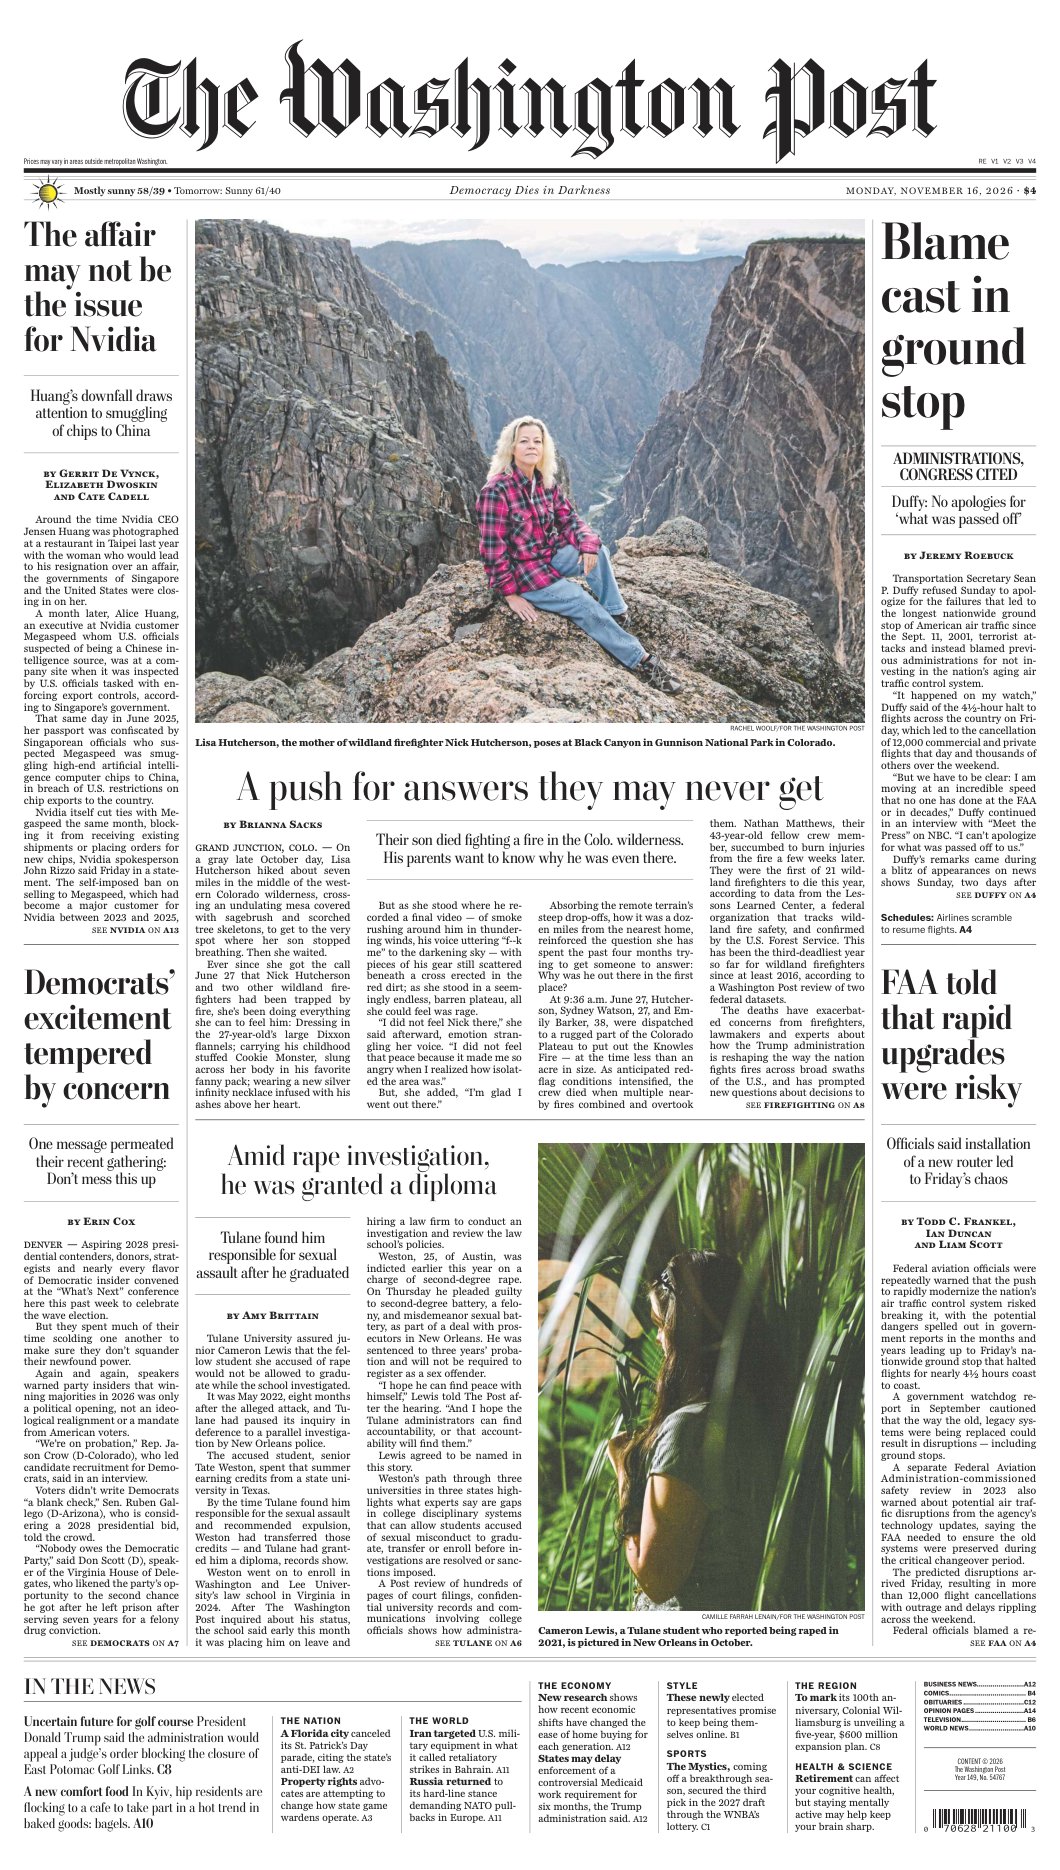 The Washington Post
Prices may vary in areas outside metropolitan Washington.
RE V1 V2 V3 V4
Mostly sunny 58/39 • Tomorrow: Sunny 61/40
Democracy Dies in Darkness
MONDAY, NOVEMBER 16, 2026 · $4
The affair
may not be
the issue
for Nvidia
Huang’s downfall draws
attention to smuggling
of chips to China
BY GERRIT DE VYNCK,
ELIZABETH DWOSKIN
AND CATE CADELL
Around the time Nvidia CEO
Jensen Huang was photographed
at a restaurant in Taipei last year
with the woman who would lead
to his resignation over an affair,
the governments of Singapore
and the United States were clos-
ing in on her.
A month later, Alice Huang,
an executive at Nvidia customer
Megaspeed whom U.S. officials
suspected of being a Chinese in-
telligence source, was at a com-
pany site when it was inspected
by U.S. officials tasked with en-
forcing export controls, accord-
ing to Singapore’s government.
That same day in June 2025,
her passport was confiscated by
Singaporean officials who sus-
pected Megaspeed was smug-
gling high-end artificial intelli-
gence computer chips to China,
in breach of U.S. restrictions on
chip exports to the country.
Nvidia itself cut ties with Me-
gaspeed the same month, block-
ing it from receiving existing
shipments or placing orders for
new chips, Nvidia spokesperson
John Rizzo said Friday in a state-
ment. The self-imposed ban on
selling to Megaspeed, which had
become a major customer for
Nvidia between 2023 and 2025,
SEE NVIDIA ON A13
Democrats’
excitement
tempered
by concern
One message permeated
their recent gathering:
Don’t mess this up
BY ERIN COX
DENVER — Aspiring 2028 presi-
dential contenders, donors, strat-
egists and nearly every flavor
of Democratic insider convened
at the “What’s Next” conference
here this past week to celebrate
the wave election.
But they spent much of their
time scolding one another to
make sure they don’t squander
their newfound power.
Again and again, speakers
warned party insiders that win-
ning majorities in 2026 was only
a political opening, not an ideo-
logical realignment or a mandate
from American voters.
“We’re on probation,” Rep. Ja-
son Crow (D-Colorado), who led
candidate recruitment for Demo-
crats, said in an interview.
Voters didn’t write Democrats
“a blank check,” Sen. Ruben Gal-
lego (D-Arizona), who is consid-
ering a 2028 presidential bid,
told the crowd.
“Nobody owes the Democratic
Party,” said Don Scott (D), speak-
er of the Virginia House of Dele-
gates, who likened the party’s op-
portunity to the second chance
he got after he left prison after
serving seven years for a felony
drug conviction.
SEE DEMOCRATS ON A7
RACHEL WOOLF/FOR THE WASHINGTON POST
Lisa Hutcherson, the mother of wildland firefighter Nick Hutcherson, poses at Black Canyon in Gunnison National Park in Colorado.
A push for answers they may never get
BY BRIANNA SACKS
Their son died fighting a fire in the Colo. wilderness.
His parents want to know why he was even there.
GRAND JUNCTION, COLO. — On
a gray late October day, Lisa
Hutcherson hiked about seven
miles in the middle of the west-
ern Colorado wilderness, cross-
ing an undulating mesa covered
with sagebrush and scorched
tree skeletons, to get to the very
spot where her son stopped
breathing. Then she waited.
Ever since she got the call
June 27 that Nick Hutcherson
and two other wildland fire-
fighters had been trapped by
fire, she’s been doing everything
she can to feel him: Dressing in
the 27-year-old’s large Dixxon
flannels; carrying his childhood
stuffed Cookie Monster, slung
across her body in his favorite
fanny pack; wearing a new silver
infinity necklace infused with his
ashes above her heart.
But as she stood where he re-
corded a final video — of smoke
rushing around him in thunder-
ing winds, his voice uttering “f--k
me” to the darkening sky — with
pieces of his gear still scattered
beneath a cross erected in the
red dirt; as she stood in a seem-
ingly endless, barren plateau, all
she could feel was rage.
“I did not feel Nick there,” she
said afterward, emotion stran-
gling her voice. “I did not feel
that peace because it made me so
angry when I realized how isolat-
ed the area was.”
But, she added, “I’m glad I
went out there.”
Absorbing the remote terrain’s
steep drop-offs, how it was a doz-
en miles from the nearest home,
reinforced the question she has
spent the past four months try-
ing to get someone to answer:
Why was he out there in the first
place?
At 9:36 a.m. June 27, Hutcher-
son, Sydney Watson, 27, and Em-
ily Barker, 38, were dispatched
to a rugged part of the Colorado
Plateau to put out the Knowles
Fire — at the time less than an
acre in size. As anticipated red-
flag conditions intensified, the
crew died when multiple near-
by fires combined and overtook
them. Nathan Matthews, their
43-year-old fellow crew mem-
ber, succumbed to burn injuries
from the fire a few weeks later.
They were the first of 21 wild-
land firefighters to die this year,
according to data from the Les-
sons Learned Center, a federal
organization that tracks wild-
land fire safety, and confirmed
by the U.S. Forest Service. This
has been the third-deadliest year
so far for wildland firefighters
since at least 2016, according to
a Washington Post review of two
federal datasets.
The deaths have exacerbat-
ed concerns from firefighters,
lawmakers and experts about
how the Trump administration
is reshaping the way the nation
fights fires across broad swaths
of the U.S., and has prompted
new questions about decisions to
SEE FIREFIGHTING ON A8
Amid rape investigation,
he was granted a diploma
Tulane found him
responsible for sexual
assault after he graduated
BY AMY BRITTAIN
Tulane University assured ju-
nior Cameron Lewis that the fel-
low student she accused of rape
would not be allowed to gradu-
ate while the school investigated.
It was May 2022, eight months
after the alleged attack, and Tu-
lane had paused its inquiry in
deference to a parallel investiga-
tion by New Orleans police.
The accused student, senior
Tate Weston, spent that summer
earning credits from a state uni-
versity in Texas.
By the time Tulane found him
responsible for the sexual assault
and recommended expulsion,
Weston had transferred those
credits — and Tulane had grant-
ed him a diploma, records show.
Weston went on to enroll in
Washington and Lee Univer-
sity’s law school in Virginia in
2024. After The Washington
Post inquired about his status,
the school said early this month
it was placing him on leave and
hiring a law firm to conduct an
investigation and review the law
school’s policies.
Weston, 25, of Austin, was
indicted earlier this year on a
charge of second-degree rape.
On Thursday he pleaded guilty
to second-degree battery, a felo-
ny, and misdemeanor sexual bat-
tery, as part of a deal with pros-
ecutors in New Orleans. He was
sentenced to three years’ proba-
tion and will not be required to
register as a sex offender.
“I hope he can find peace with
himself,” Lewis told The Post af-
ter the hearing. “And I hope the
Tulane administrators can find
accountability, or that account-
ability will find them.”
Lewis agreed to be named in
this story.
Weston’s path through three
universities in three states high-
lights what experts say are gaps
in college disciplinary systems
that can allow students accused
of sexual misconduct to gradu-
ate, transfer or enroll before in-
vestigations are resolved or sanc-
tions imposed.
A Post review of hundreds of
pages of court filings, confiden-
tial university records and com-
munications involving college
officials shows how administra-
SEE TULANE ON A6
CAMILLE FARRAH LENAIN/FOR THE WASHINGTON POST
Cameron Lewis, a Tulane student who reported being raped in
2021, is pictured in New Orleans in October.
Blame
cast in
ground
stop
ADMINISTRATIONS,
CONGRESS CITED
Duffy: No apologies for
‘what was passed off’
BY JEREMY ROEBUCK
Transportation Secretary Sean
P. Duffy refused Sunday to apol-
ogize for the failures that led to
the longest nationwide ground
stop of American air traffic since
the Sept. 11, 2001, terrorist at-
tacks and instead blamed previ-
ous administrations for not in-
vesting in the nation’s aging air
traffic control system.
“It happened on my watch,”
Duffy said of the 4½-hour halt to
flights across the country on Fri-
day, which led to the cancellation
of 12,000 commercial and private
flights that day and thousands of
others over the weekend.
“But we have to be clear: I am
moving at an incredible speed
that no one has done at the FAA
or in decades,” Duffy continued
in an interview with “Meet the
Press” on NBC. “I can’t apologize
for what was passed off to us.”
Duffy’s remarks came during
a blitz of appearances on news
shows Sunday, two days after
SEE DUFFY ON A4
Schedules: Airlines scramble
to resume flights. A4
FAA told
that rapid
upgrades
were risky
Officials said installation
of a new router led
to Friday’s chaos
BY TODD C. FRANKEL,
IAN DUNCAN
AND LIAM SCOTT
Federal aviation officials were
repeatedly warned that the push
to rapidly modernize the nation’s
air traffic control system risked
breaking it, with the potential
dangers spelled out in govern-
ment reports in the months and
years leading up to Friday’s na-
tionwide ground stop that halted
flights for nearly 4½ hours coast
to coast.
A government watchdog re-
port in September cautioned
that the way the old, legacy sys-
tems were being replaced could
result in disruptions — including
ground stops.
A separate Federal Aviation
Administration-commissioned
safety review in 2023 also
warned about potential air traf-
fic disruptions from the agency’s
technology updates, saying the
FAA needed to ensure the old
systems were preserved during
the critical changeover period.
The predicted disruptions ar-
rived Friday, resulting in more
than 12,000 flight cancellations
with outrage and delays rippling
across the weekend.
Federal officials blamed a re-
SEE FAA ON A4
IN THE NEWS
Uncertain future for golf course President
Donald Trump said the administration would
appeal a judge’s order blocking the closure of
East Potomac Golf Links. C8
A new comfort food In Kyiv, hip residents are
flocking to a cafe to take part in a hot trend in
baked goods: bagels. A10
THE NATION
A Florida city canceled
its St. Patrick’s Day
parade, citing the state’s
anti-DEI law. A2
Property rights advo-
cates are attempting to
change how state game
wardens operate. A3
THE WORLD
Iran targeted U.S. mili-
tary equipment in what
it called retaliatory
strikes in Bahrain. A11
Russia returned to
its hard-line stance
demanding NATO pull-
backs in Europe. A11
THE ECONOMY
New research shows
how recent economic
shifts have changed the
ease of home buying for
each generation. A12
States may delay
enforcement of a
controversial Medicaid
work requirement for
six months, the Trump
administration said. A12
STYLE
These newly elected
representatives promise
to keep being them-
selves online. B1
SPORTS
The Mystics, coming
off a breakthrough sea-
son, secured the third
pick in the 2027 draft
through the WNBA’s
lottery. C1
THE REGION
To mark its 100th an-
niversary, Colonial Wil-
liamsburg is unveiling a
five-year, $600 million
expansion plan. C8
HEALTH & SCIENCE
Retirement can affect
your cognitive health,
but staying mentally
active may help keep
your brain sharp.
BUSINESS NEWS........................A12
COMICS........................................B4
OBITUARIES...............................C12
OPINION PAGES.........................A14
TELEVISION..................................B6
WORLD NEWS............................A10
CONTENT © 2026
The Washington Post
Year 149, No. 54767
0 70628 21100 3